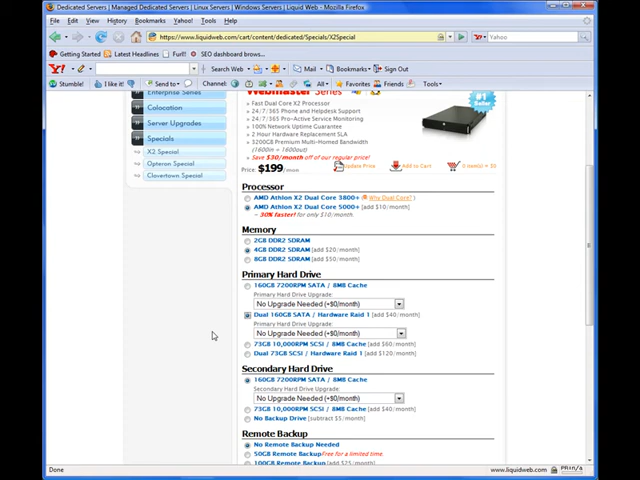 Dedicated Servers | Managed Dedicated Servers | Linux Servers | Windows Servers | Liquid Web - Mozilla Firefox
File Edit View History Bookmarks Yahoo! Tools Help
https://www.liquidweb.com/cart/content/dedicated/Specials/X2Special
Yahoo
Getting Started Latest Headlines Furl! SEO dashboard brows...
Search Web Mail Bookmarks Sign Out
Stumble! I like it! Send to Channel: All Favorites Friends Tools
Enterprise Series
Colocation
Server Upgrades
Specials
X2 Special
Opteron Special
Clovertown Special
Webmaster Series
#1 Seller
Fast Dual Core X2 Processor
24/7/365 Phone and Helpdesk Support
24/7/365 Pro-Active Service Monitoring
100% Network Uptime Guarantee
2 Hour Hardware Replacement SLA
3200GB Premium Multi-Homed Bandwidth
(1600in = 1600out)
Save $30/month off of our regular price!
Price: $199/mon
Update Price Add to Cart 0 item(s) = $0
Processor
AMD Athlon X2 Dual Core 3800+ (Why Dual Core?)
AMD Athlon X2 Dual Core 5000+ [add $10/month]
~ 30% faster! for only $10/month.
Memory
2GB DDR2 SDRAM
4GB DDR2 SDRAM [add $20/month]
8GB DDR2 SDRAM [add $50/month]
Primary Hard Drive
160GB 7200RPM SATA / 8MB Cache
Primary Hard Drive Upgrade:
No Upgrade Needed (+$0/month)
Dual 160GB SATA / Hardware Raid 1 [add $40/month]
Primary Hard Drive Upgrade:
No Upgrade Needed (+$0/month)
73GB 10,000RPM SCSI / 8MB Cache [add $60/month]
Dual 73GB SCSI / Hardware Raid 1 [add $120/month]
Secondary Hard Drive
160GB 7200RPM SATA / 8MB Cache
Secondary Hard Drive Upgrade:
No Upgrade Needed (+$0/month)
73GB 10,000RPM SCSI / 8MB Cache [add $40/month]
No Backup Drive [subtract $5/month]
Remote Backup
No Remote Backup Needed
50GB Remote Backup Free for a limited time.
100GB Remote Backup [add $25/month]
Done
www.liquidweb.com